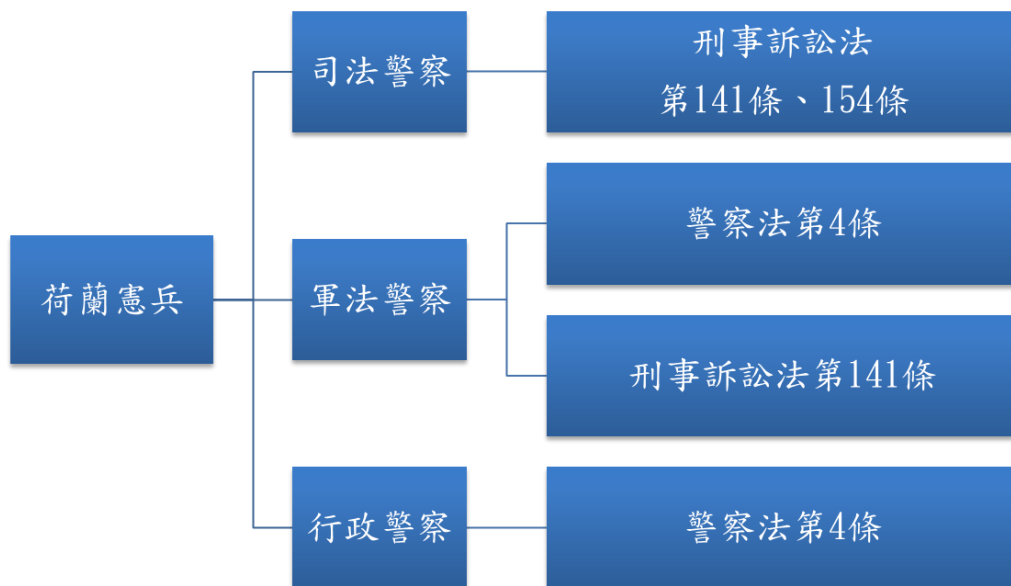 荷蘭憲兵
司法警察
刑事訴訟法
第141條、154條
軍法警察
警察法第4條
刑事訴訟法第141條
行政警察
警察法第4條